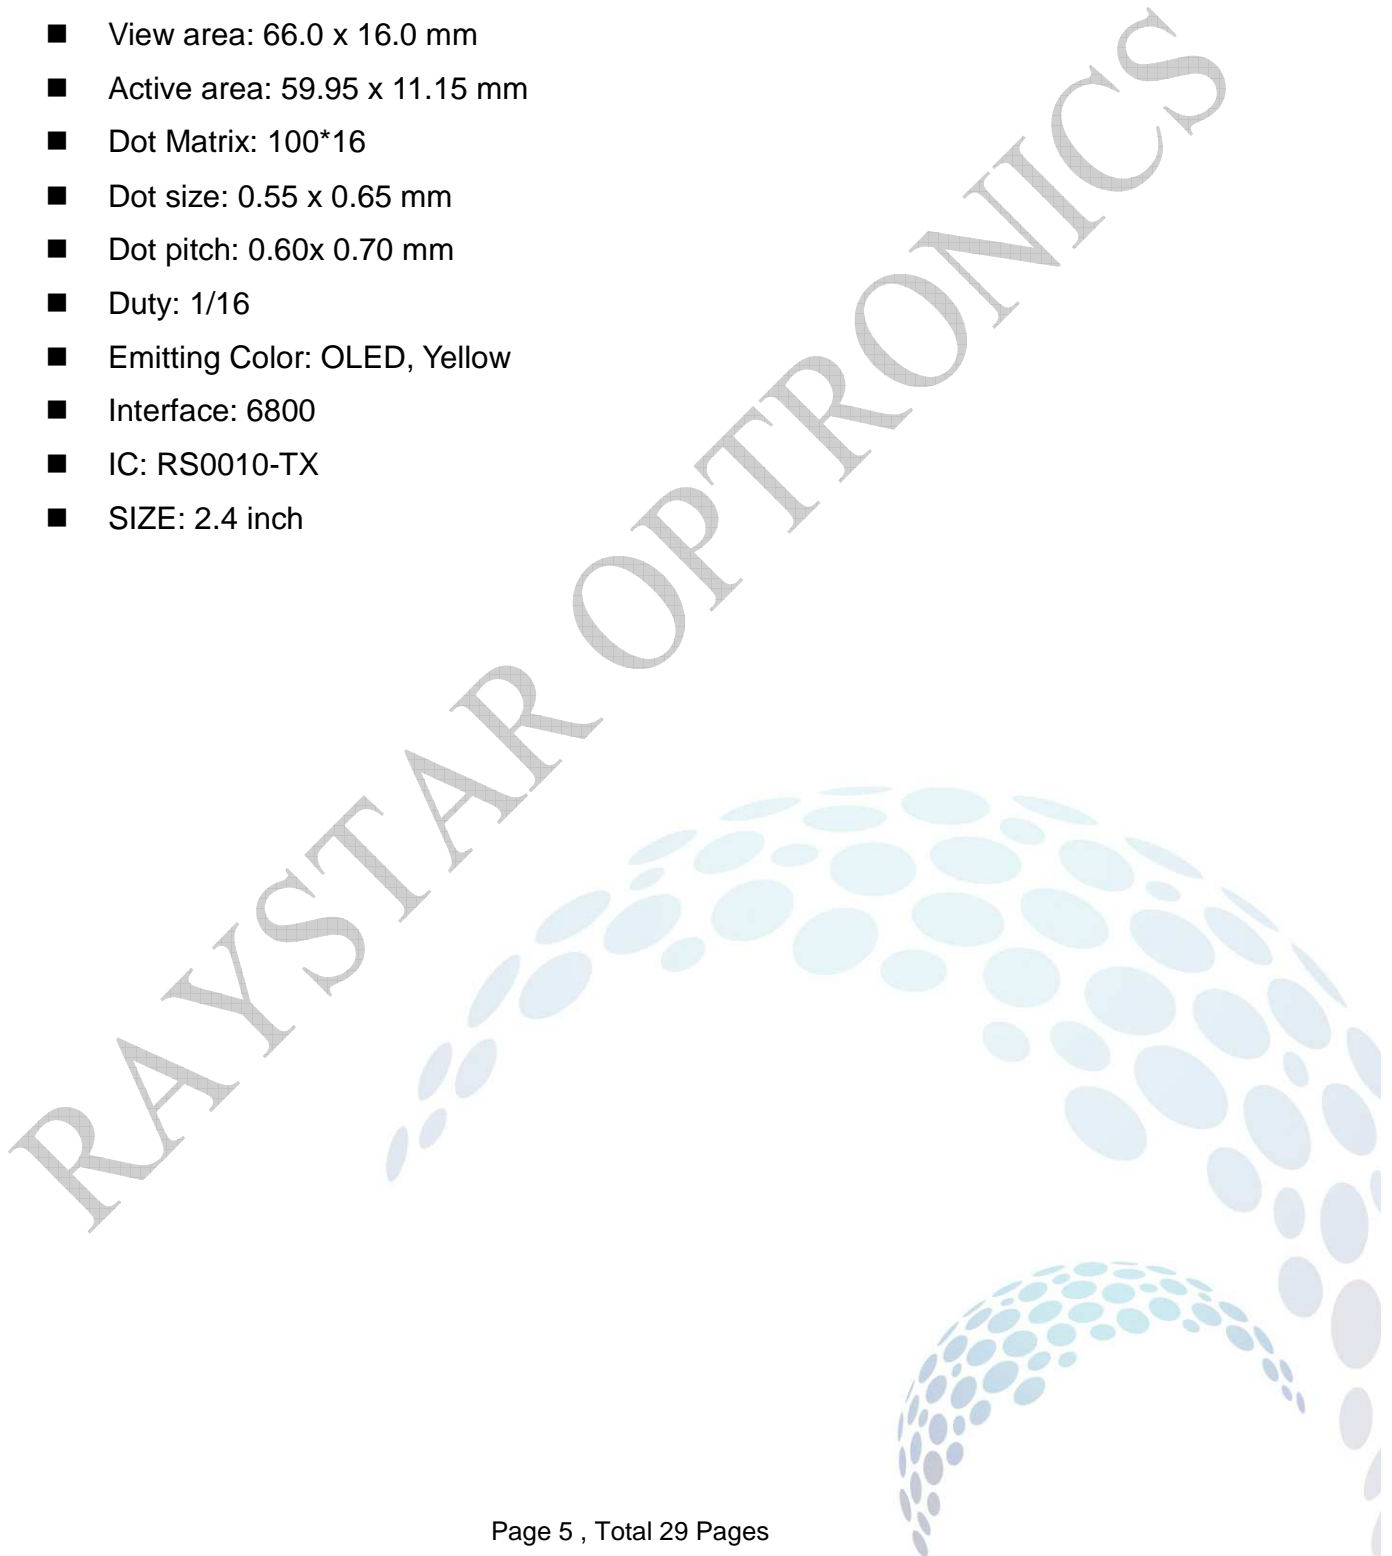 ■ View area: 66.0 x 16.0 mm
■ Active area: 59.95 x 11.15 mm
■ Dot Matrix: 100*16
■ Dot size: 0.55 x 0.65 mm
■ Dot pitch: 0.60x 0.70 mm
■ Duty: 1/16
■ Emitting Color: OLED, Yellow
■ Interface: 6800
■ IC: RS0010-TX
■ SIZE: 2.4 inch
RAYSTAR OPTRONICS
Page 5 , Total 29 Pages